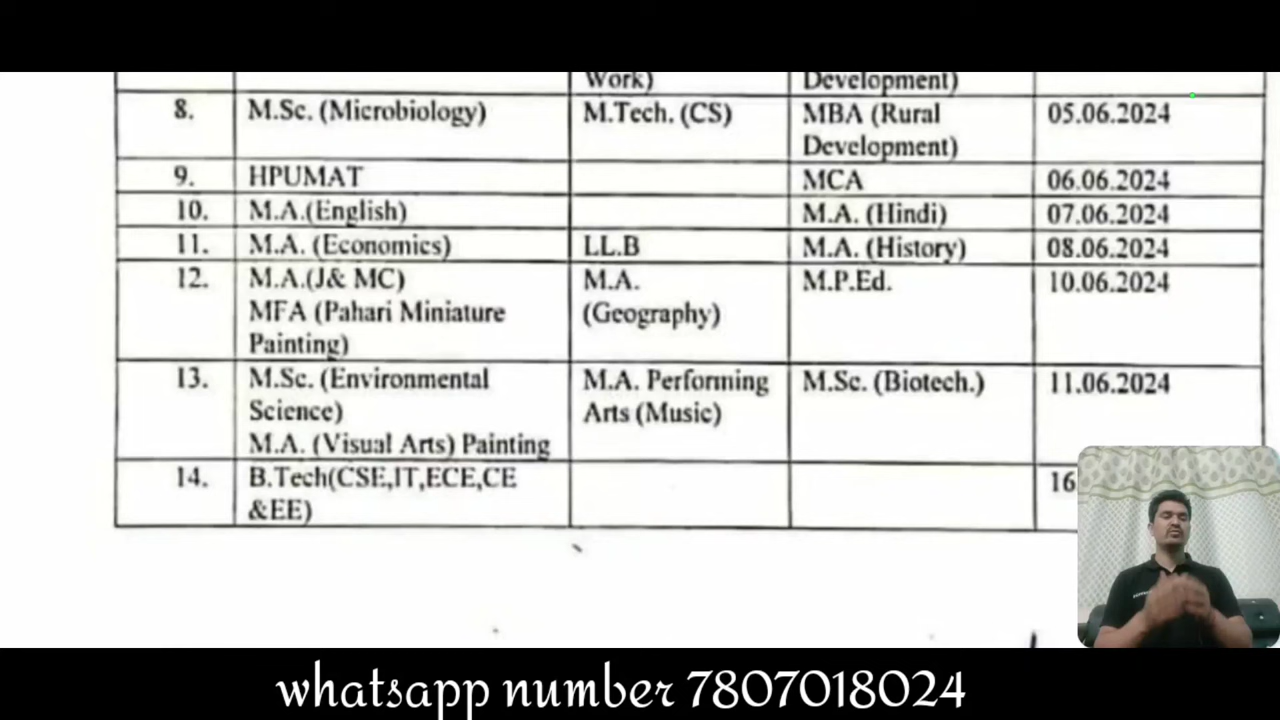 Work) Development)
8. M.Sc. (Microbiology) M.Tech. (CS) MBA (Rural 05.06.2024
Development)
9. HPUMAT MCA 06.06.2024
10. M.A.(English) M.A. (Hindi) 07.06.2024
11. M.A. (Economics) LL.B M.A. (History) 08.06.2024
12. M.A.(J& MC) M.A. M.P.Ed. 10.06.2024
MFA (Pahari Miniature (Geography)
Painting)
13. M.Sc. (Environmental M.A. Performing M.Sc. (Biotech.) 11.06.2024
Science) Arts (Music)
M.A. (Visual Arts) Painting
14. B.Tech(CSE,IT,ECE,CE 16
&EE)
whatsapp number 7807018024